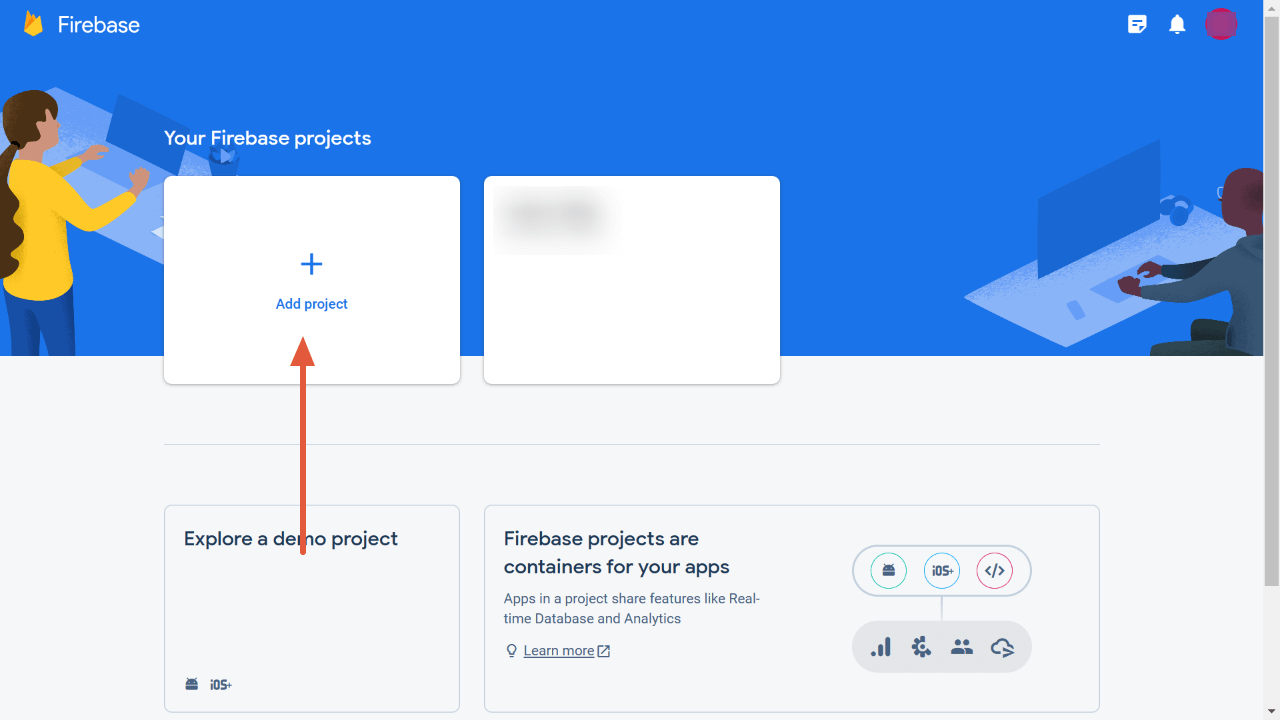 Firebase
Your Firebase projects
Add project
Explore a demo project
iOS+
Firebase projects are
containers for your apps
Apps in a project share features like Real-
time Database and Analytics
Learn more
iOS+